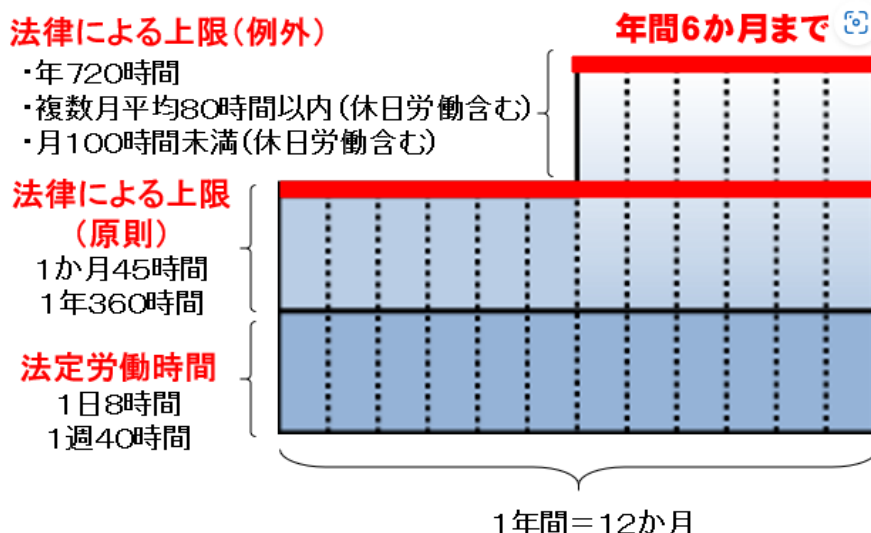 法律による上限(例外)
・年720時間
・複数月平均80時間以内(休日労働含む)
・月100時間未満(休日労働含む)
年間6か月まで
法律による上限
(原則)
1か月45時間
1年360時間
法定労働時間
1日8時間
1週40時間
1年間=12か月